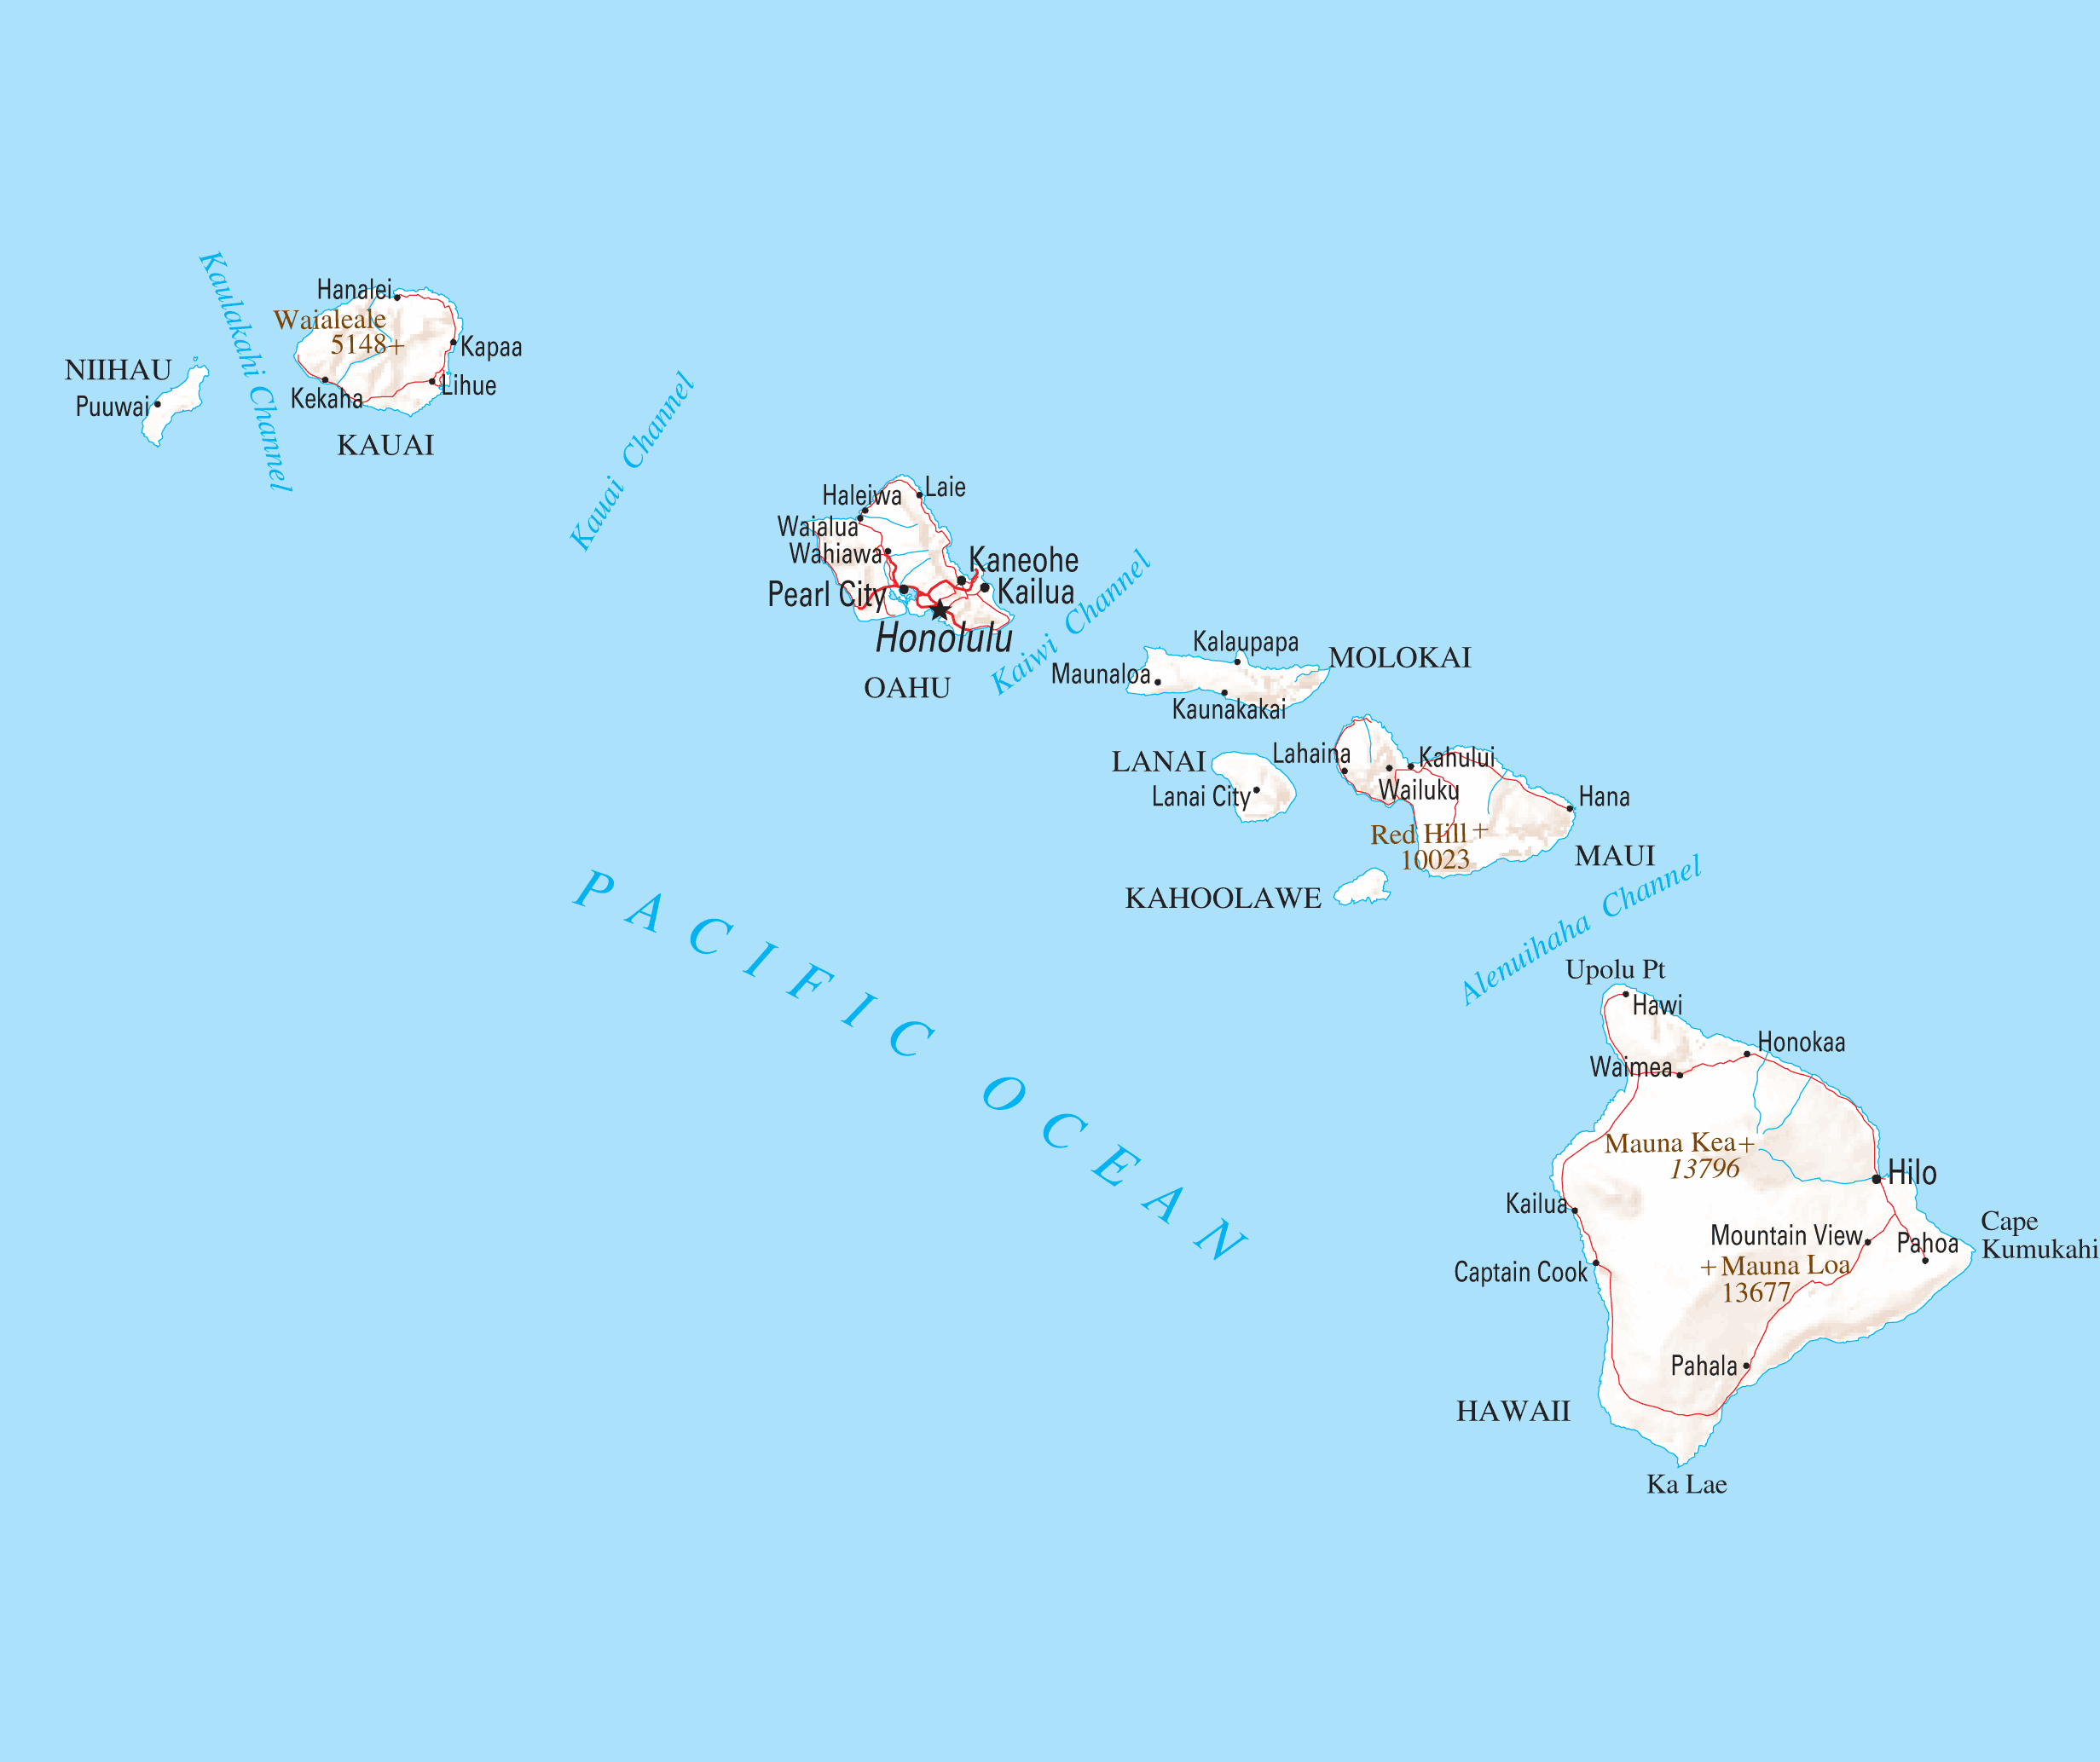 Kaulakahi Channel
Hanalei
Waialeale
5148
Kapaa
NIIHAU
Puuwai
Lihue
Kekaha
KAUAI
Kauai Channel
Haleiwa
Laie
Waialua
Wahiawa
Kaneohe
Pearl City
Kailua
Honolulu
OAHU
Kaiwi Channel
Kalaupapa
MOLOKAI
Maunaloa
Kaunakakai
LANAI
Lanai City
Lahaina
Kahului
Wailuku
Hana
Red Hill
10023
MAUI
KAHOOLAWE
Alenuihaha Channel
PACIFIC OCEAN
Upolu Pt
Hawi
Honokaa
Waimea
Mauna Kea
13796
Hilo
Kailua
Cape
Kumukahi
Mountain View
Pahoa
Mauna Loa
13677
Captain Cook
Pahala
HAWAII
Ka Lae